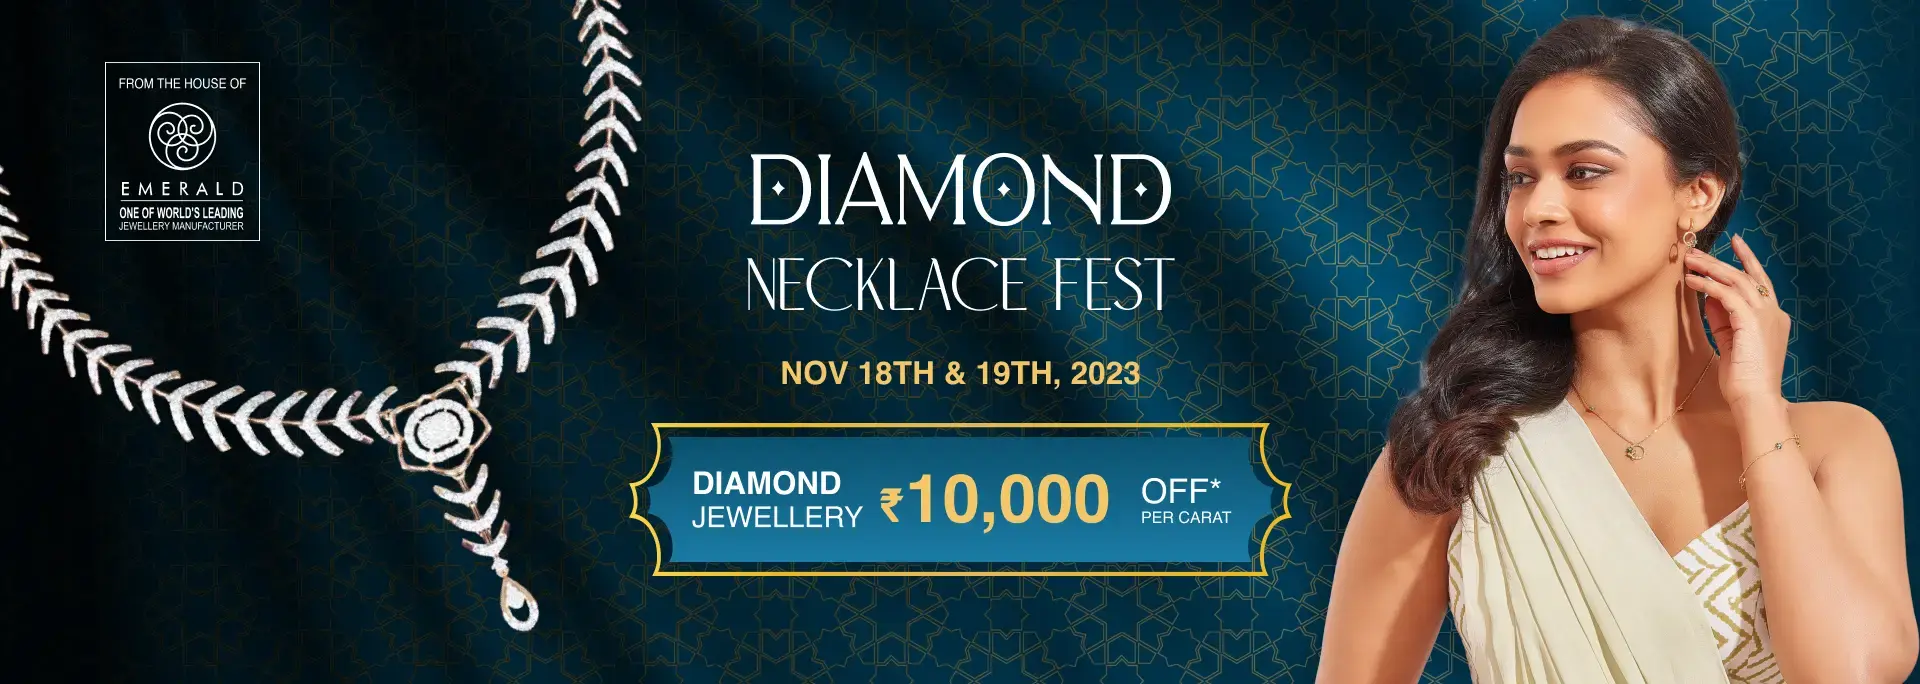 FROM THE HOUSE OF
EMERALD
ONE OF WORLD'S LEADING
JEWELLERY MANUFACTURER
DIAMOND
NECKLACE FEST
NOV 18TH & 19TH, 2023
DIAMOND
JEWELLERY
₹10,000
OFF*
PER CARAT